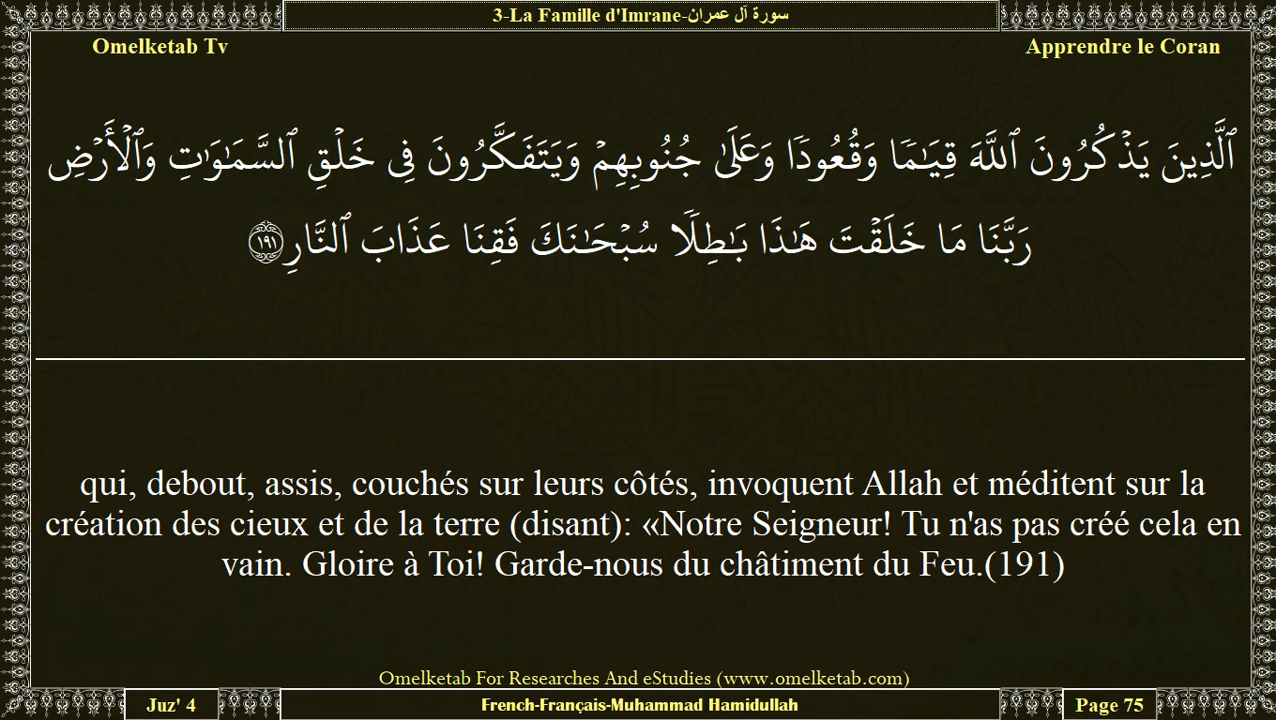 3-La Famille d'Imrane-سورة آل عمران
Omelketab Tv
Apprendre le Coran
ٱلَّذِينَ يَذْكُرُونَ ٱللَّهَ قِيَـٰمًا وَقُعُودًا وَعَلَىٰ جُنُوبِهِمْ وَيَتَفَكَّرُونَ فِى خَلْقِ ٱلسَّمَـٰوَٰتِ وَٱلْأَرْضِ
رَبَّنَا مَا خَلَقْتَ هَـٰذَا بَـٰطِلًا سُبْحَـٰنَكَ فَقِنَا عَذَابَ ٱلنَّارِ ﴿١٩١﴾
qui, debout, assis, couchés sur leurs côtés, invoquent Allah et méditent sur la
création des cieux et de la terre (disant): «Notre Seigneur! Tu n'as pas créé cela en
vain. Gloire à Toi! Garde-nous du châtiment du Feu.(191)
Omelketab For Researches And eStudies (www.omelketab.com)
Juz' 4
French-Français-Muhammad Hamidullah
Page 75